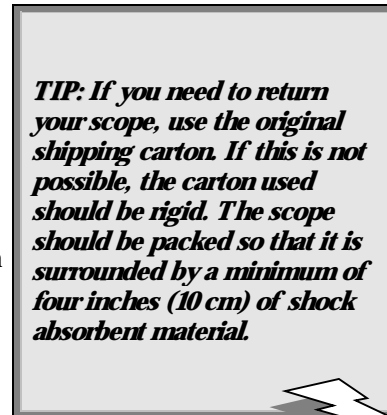 TIP: If you need to return
your scope, use the original
shipping carton. If this is not
possible, the carton used
should be rigid. The scope
should be packed so that it is
surrounded by a minimum of
four inches (10 cm) of shock
absorbent material.